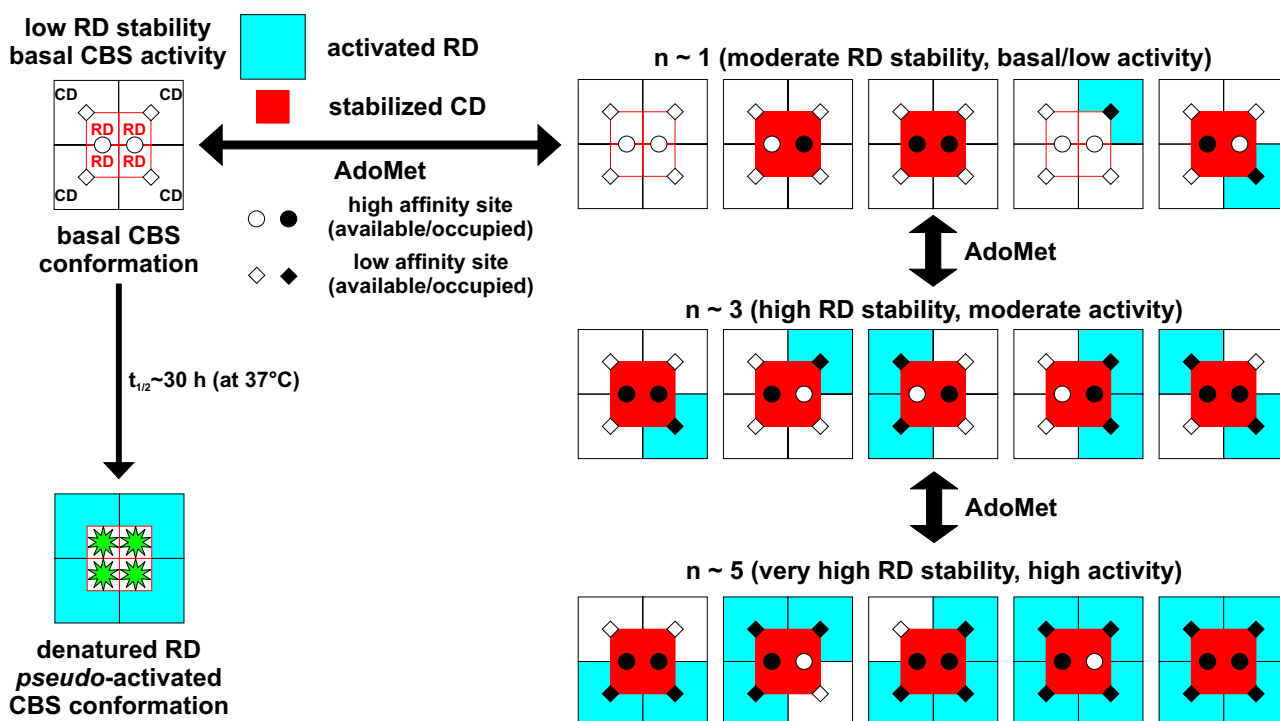 low RD stability
basal CBS activity
CD CD
RD RD
RD RD
CD CD
basal CBS
conformation
activated RD
stabilized CD
AdoMet
high affinity site
(available/occupied)
low affinity site
(available/occupied)
t1/2~30 h (at 37°C)
denatured RD
pseudo-activated
CBS conformation
n ~ 1 (moderate RD stability, basal/low activity)
AdoMet
n ~ 3 (high RD stability, moderate activity)
AdoMet
n ~ 5 (very high RD stability, high activity)